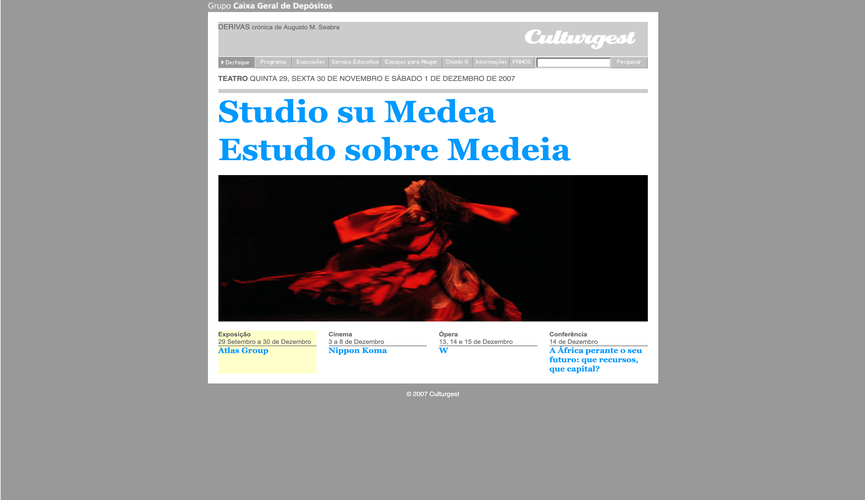 Grupo Caixa Geral de Depósitos
DERIVAS crónica de Augusto M. Seabra
Culturgest
Destaque Programa Exposições Serviço Educativo Espaços para Alugar Chiado 8 Informações PANOS Pesquisar
TEATRO QUINTA 29, SEXTA 30 DE NOVEMBRO E SÁBADO 1 DE DEZEMBRO DE 2007
Studio su Medea
Estudo sobre Medeia
Exposição
29 Setembro a 30 de Dezembro
Atlas Group
Cinema
3 a 8 de Dezembro
Nippon Koma
Ópera
13, 14 e 15 de Dezembro
W
Conferência
14 de Dezembro
A África perante o seu
futuro: que recursos,
que capital?
© 2007 Culturgest